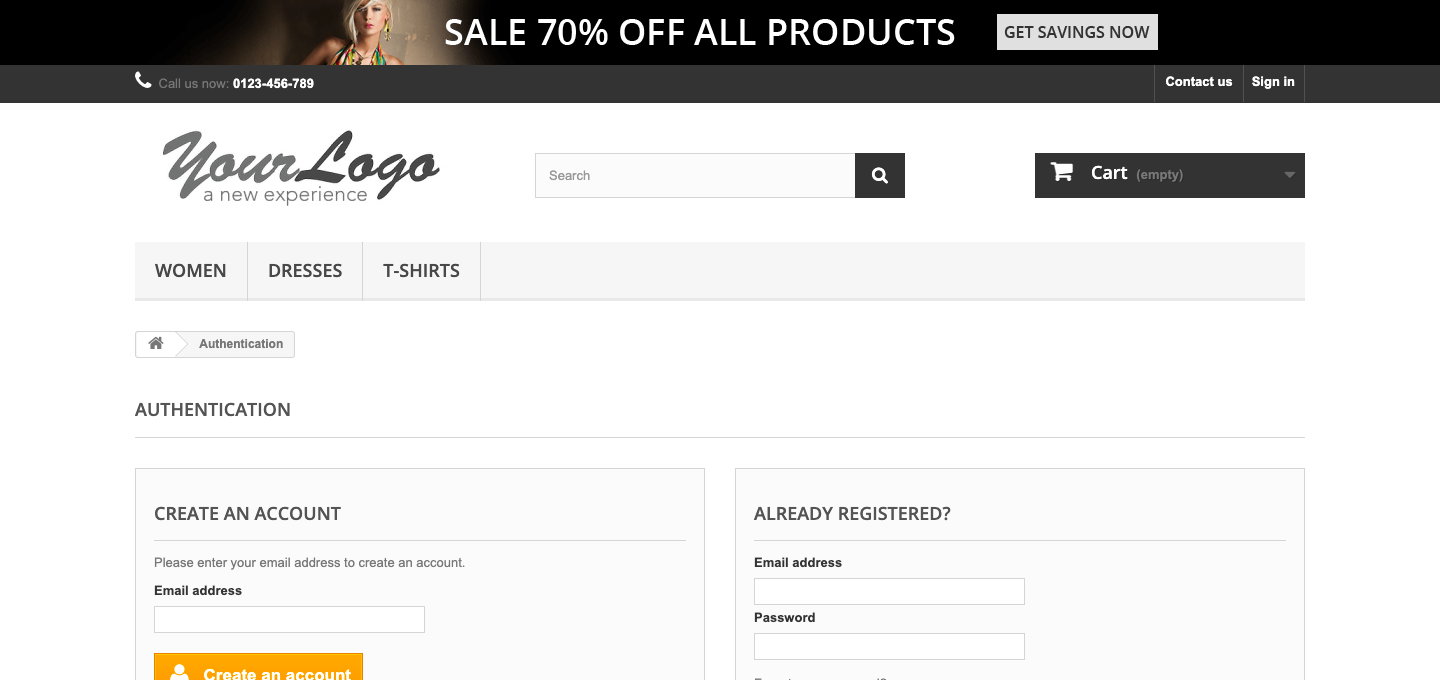 SALE 70% OFF ALL PRODUCTS GET SAVINGS NOW
Call us now: 0123-456-789 Contact us Sign in
Your Logo
a new experience
Search
Cart (empty)
WOMEN DRESSES T-SHIRTS
Authentication
AUTHENTICATION
CREATE AN ACCOUNT
Please enter your email address to create an account.
Email address
Create an account
ALREADY REGISTERED?
Email address
Password